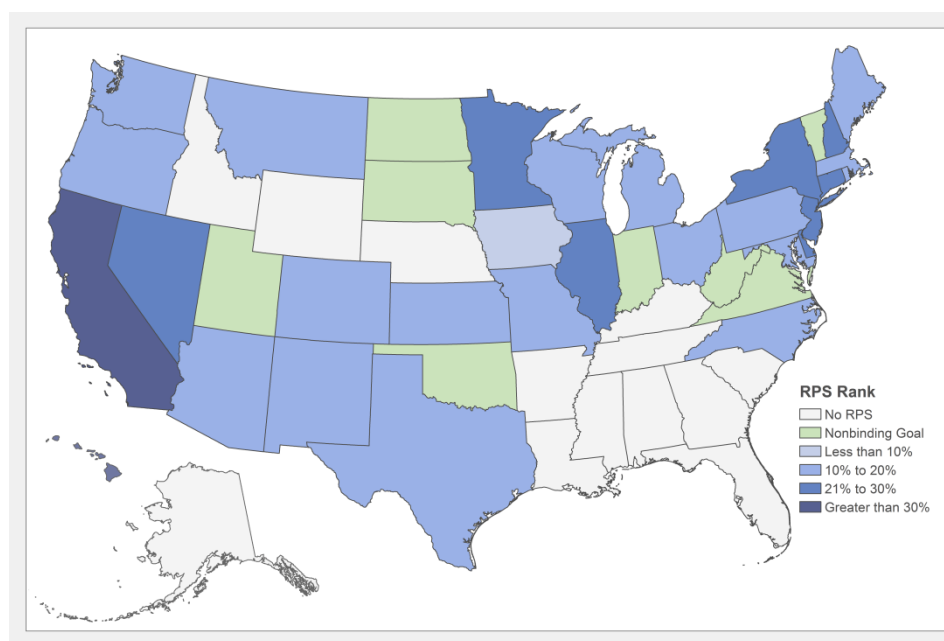 RPS Rank
No RPS
Nonbinding Goal
Less than 10%
10% to 20%
21% to 30%
Greater than 30%